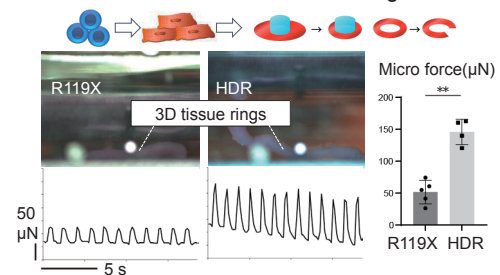 R119X
HDR
3D tissue rings
50
µN
5 s
Micro force(µN)
**
200
150
100
50
0
R119X
HDR